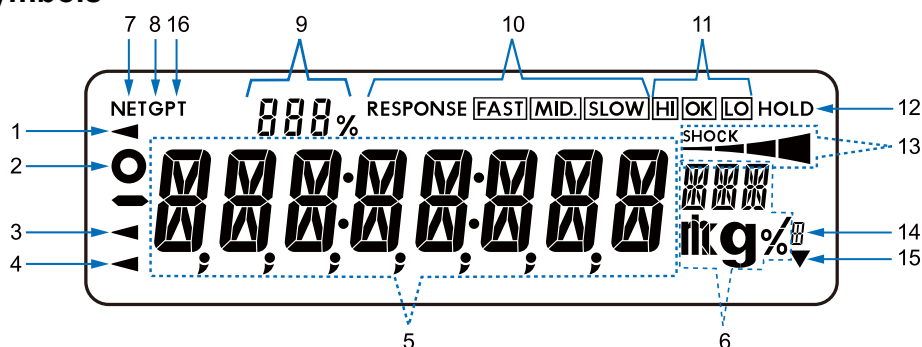 ymbols
7 8 16 9 10 11
NETGPT 888% RESPONSE FAST MID. SLOW HI OK LO HOLD 12
1
SHOCK 13
2
3
kg% 14
4 15
5 6